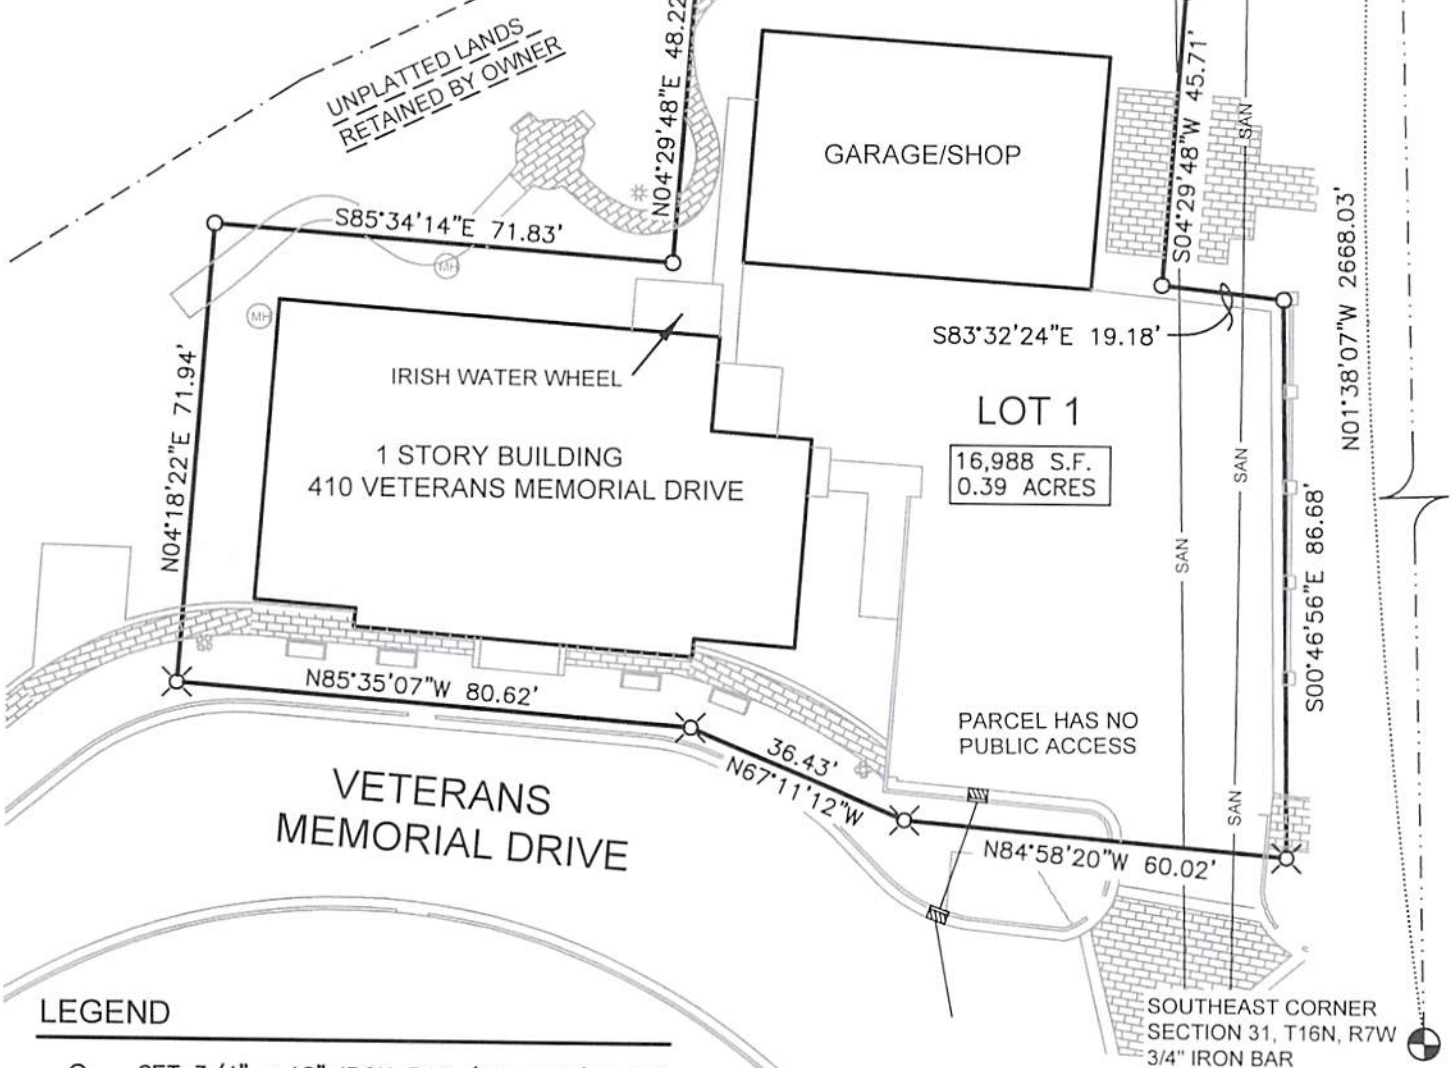 UNPLATTED LANDS
RETAINED BY OWNER
N04°29'48"E 48.22
GARAGE/SHOP
S04°29'48"W 45.71'
SAN
S85°34'14"E 71.83'
MH
MH
N01°38'07"W 2668.03'
S83°32'24"E 19.18'
IRISH WATER WHEEL
LOT 1
16,988 S.F.
0.39 ACRES
1 STORY BUILDING
410 VETERANS MEMORIAL DRIVE
N04°18'22"E 71.94'
SAN
SAN
S00°46'56"E 86.68'
N85°35'07"W 80.62'
PARCEL HAS NO
PUBLIC ACCESS
36.43'
N67°11'12"W
SAN
VETERANS
MEMORIAL DRIVE
N84°58'20"W 60.02'
LEGEND
SOUTHEAST CORNER
SECTION 31, T16N, R7W
3/4" IRON BAR